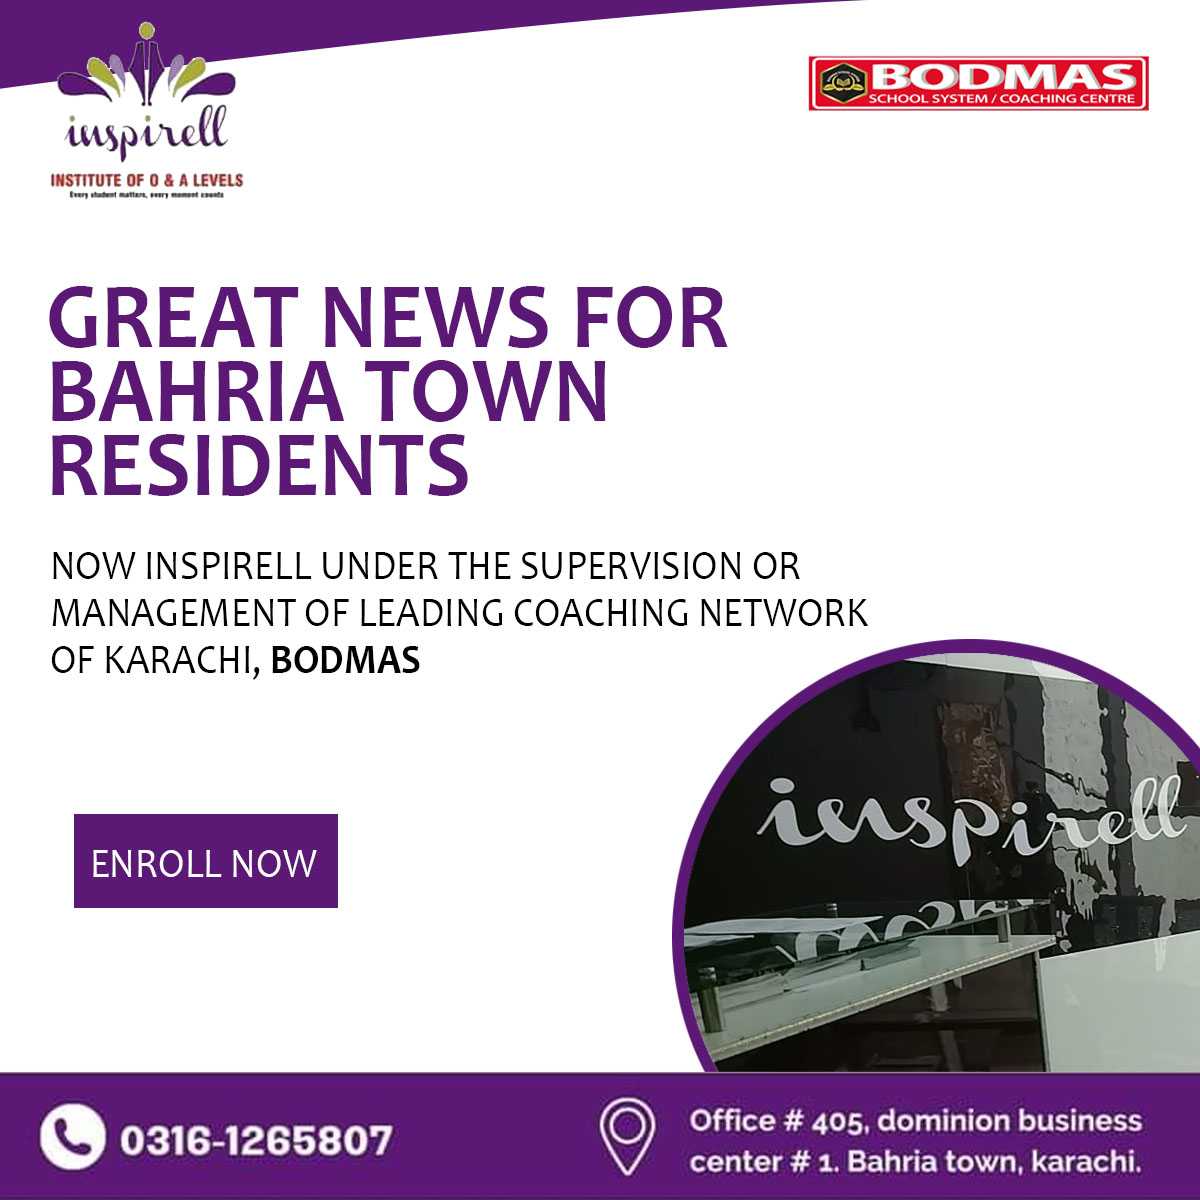 inspirell
INSTITUTE OF O & A LEVELS
Every student matters, every moment counts
BODMAS
SCHOOL SYSTEM / COACHING CENTRE
GREAT NEWS FOR
BAHRIA TOWN
RESIDENTS
NOW INSPIRELL UNDER THE SUPERVISION OR
MANAGEMENT OF LEADING COACHING NETWORK
OF KARACHI, BODMAS
inspirell
ENROLL NOW
0316-1265807
Office # 405, dominion business
center # 1. Bahria town, karachi.